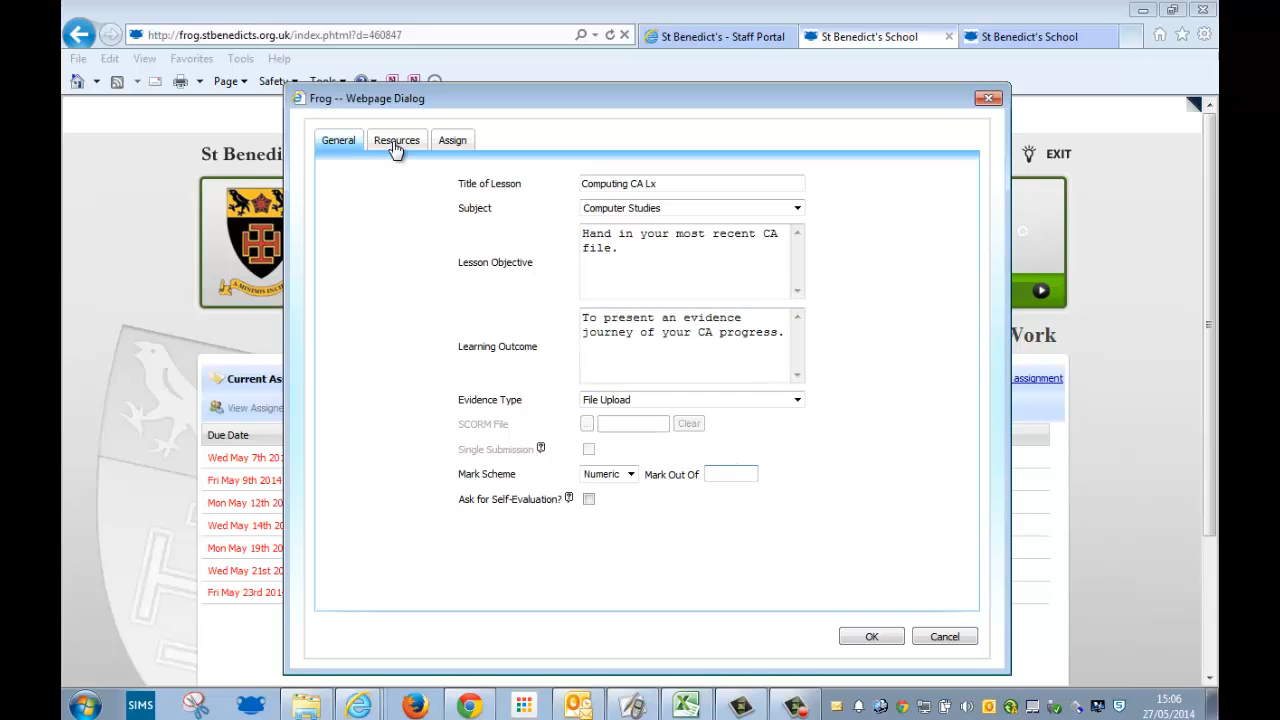 http://frog.stbenedicts.org.uk/index.phtml?d=460847
St Benedict's - Staff Portal
St Benedict's School
St Benedict's School
File Edit View Favorites Tools Help
Page Safety Tools
Frog -- Webpage Dialog
General Resources Assign
St Benedi
EXIT
Title of Lesson Computing CA Lx
Subject Computer Studies
Lesson Objective
Hand in your most recent CA
file.
Learning Outcome
To present an evidence
journey of your CA progress.
Evidence Type File Upload
SCORM File ... Clear
Single Submission
Mark Scheme Numeric Mark Out Of
Ask for Self-Evaluation?
OK Cancel
Work
Current As
assignment
View Assigne
Due Date
Wed May 7th 20
Fri May 9th 2014
Mon May 12th
Wed May 14th
Mon May 19th
Wed May 21st
Fri May 23rd 201
SIMS
15:06
27/05/2014